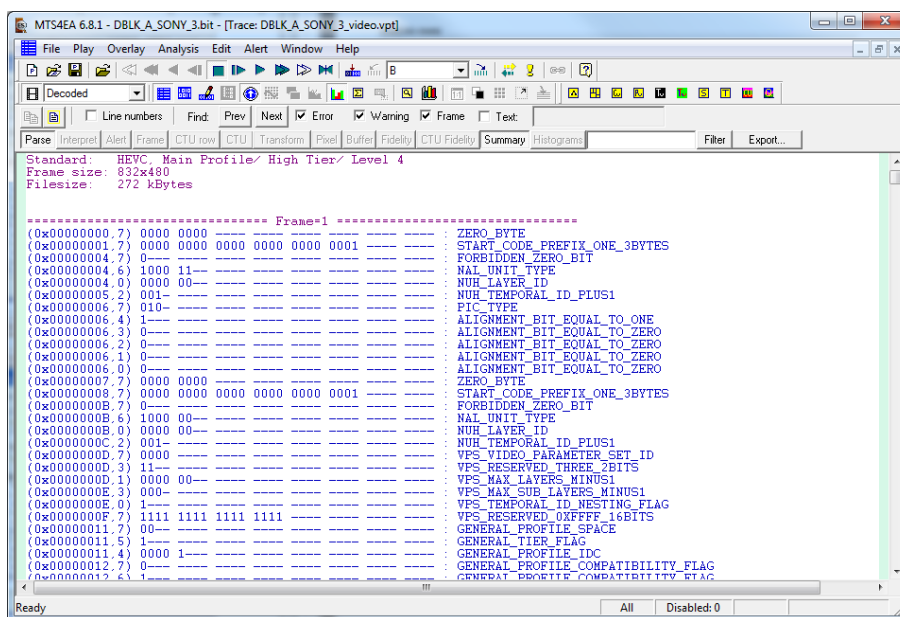 MTS4EA 6.8.1 - DBLK_A_SONY_3.bit - [Trace: DBLK_A_SONY_3_video.vpt]
File Play Overlay Analysis Edit Alert Window Help
B
Decoded
Line numbers Find: Prev Next Error Warning Frame Text:
Parse Interpret Alert Frame CTU row CTU Transform Pixel Buffer Fidelity CTU Fidelity Summary Histograms Filter Export...
Standard: HEVC, Main Profile/ High Tier/ Level 4
Frame size: 832x480
Filesize: 272 kBytes
================================ Frame=1 ================================
(0x00000000,7) 0000 0000 ---- ---- ---- ---- ---- ---- : ZERO_BYTE
(0x00000001,7) 0000 0000 0000 0000 0000 0001 ---- ---- : START_CODE_PREFIX_ONE_3BYTES
(0x00000004,7) 0--- ---- ---- ---- ---- ---- ---- ---- : FORBIDDEN_ZERO_BIT
(0x00000004,6) 1000 11-- ---- ---- ---- ---- ---- ---- : NAL_UNIT_TYPE
(0x00000004,0) 0000 00-- ---- ---- ---- ---- ---- ---- : NUH_LAYER_ID
(0x00000005,2) 001- ---- ---- ---- ---- ---- ---- ---- : NUH_TEMPORAL_ID_PLUS1
(0x00000006,7) 010- ---- ---- ---- ---- ---- ---- ---- : PIC_TYPE
(0x00000006,4) 1--- ---- ---- ---- ---- ---- ---- ---- : ALIGNMENT_BIT_EQUAL_TO_ONE
(0x00000006,3) 0--- ---- ---- ---- ---- ---- ---- ---- : ALIGNMENT_BIT_EQUAL_TO_ZERO
(0x00000006,2) 0--- ---- ---- ---- ---- ---- ---- ---- : ALIGNMENT_BIT_EQUAL_TO_ZERO
(0x00000006,1) 0--- ---- ---- ---- ---- ---- ---- ---- : ALIGNMENT_BIT_EQUAL_TO_ZERO
(0x00000006,0) 0--- ---- ---- ---- ---- ---- ---- ---- : ALIGNMENT_BIT_EQUAL_TO_ZERO
(0x00000007,7) 0000 0000 ---- ---- ---- ---- ---- ---- : ZERO_BYTE
(0x00000008,7) 0000 0000 0000 0000 0000 0001 ---- ---- : START_CODE_PREFIX_ONE_3BYTES
(0x0000000B,7) 0--- ---- ---- ---- ---- ---- ---- ---- : FORBIDDEN_ZERO_BIT
(0x0000000B,6) 1000 00-- ---- ---- ---- ---- ---- ---- : NAL_UNIT_TYPE
(0x0000000B,0) 0000 00-- ---- ---- ---- ---- ---- ---- : NUH_LAYER_ID
(0x0000000C,2) 001- ---- ---- ---- ---- ---- ---- ---- : NUH_TEMPORAL_ID_PLUS1
(0x0000000D,7) 0000 ---- ---- ---- ---- ---- ---- ---- : VPS_VIDEO_PARAMETER_SET_ID
(0x0000000D,3) 11-- ---- ---- ---- ---- ---- ---- ---- : VPS_RESERVED_THREE_2BITS
(0x0000000D,1) 0000 00-- ---- ---- ---- ---- ---- ---- : VPS_MAX_LAYERS_MINUS1
(0x0000000E,3) 000- ---- ---- ---- ---- ---- ---- ---- : VPS_MAX_SUB_LAYERS_MINUS1
(0x0000000E,0) 1--- ---- ---- ---- ---- ---- ---- ---- : VPS_TEMPORAL_ID_NESTING_FLAG
(0x0000000F,7) 1111 1111 1111 1111 ---- ---- ---- ---- : VPS_RESERVED_0XFFFF_16BITS
(0x00000011,7) 00-- ---- ---- ---- ---- ---- ---- ---- : GENERAL_PROFILE_SPACE
(0x00000011,5) 1--- ---- ---- ---- ---- ---- ---- ---- : GENERAL_TIER_FLAG
(0x00000011,4) 0000 1--- ---- ---- ---- ---- ---- ---- : GENERAL_PROFILE_IDC
(0x00000012,7) 0--- ---- ---- ---- ---- ---- ---- ---- : GENERAL_PROFILE_COMPATIBILITY_FLAG
(0x00000012,6) 1--- ---- ---- ---- ---- ---- ---- ---- : GENERAL_PROFILE_COMPATIBILITY_FLAG
Ready All Disabled: 0